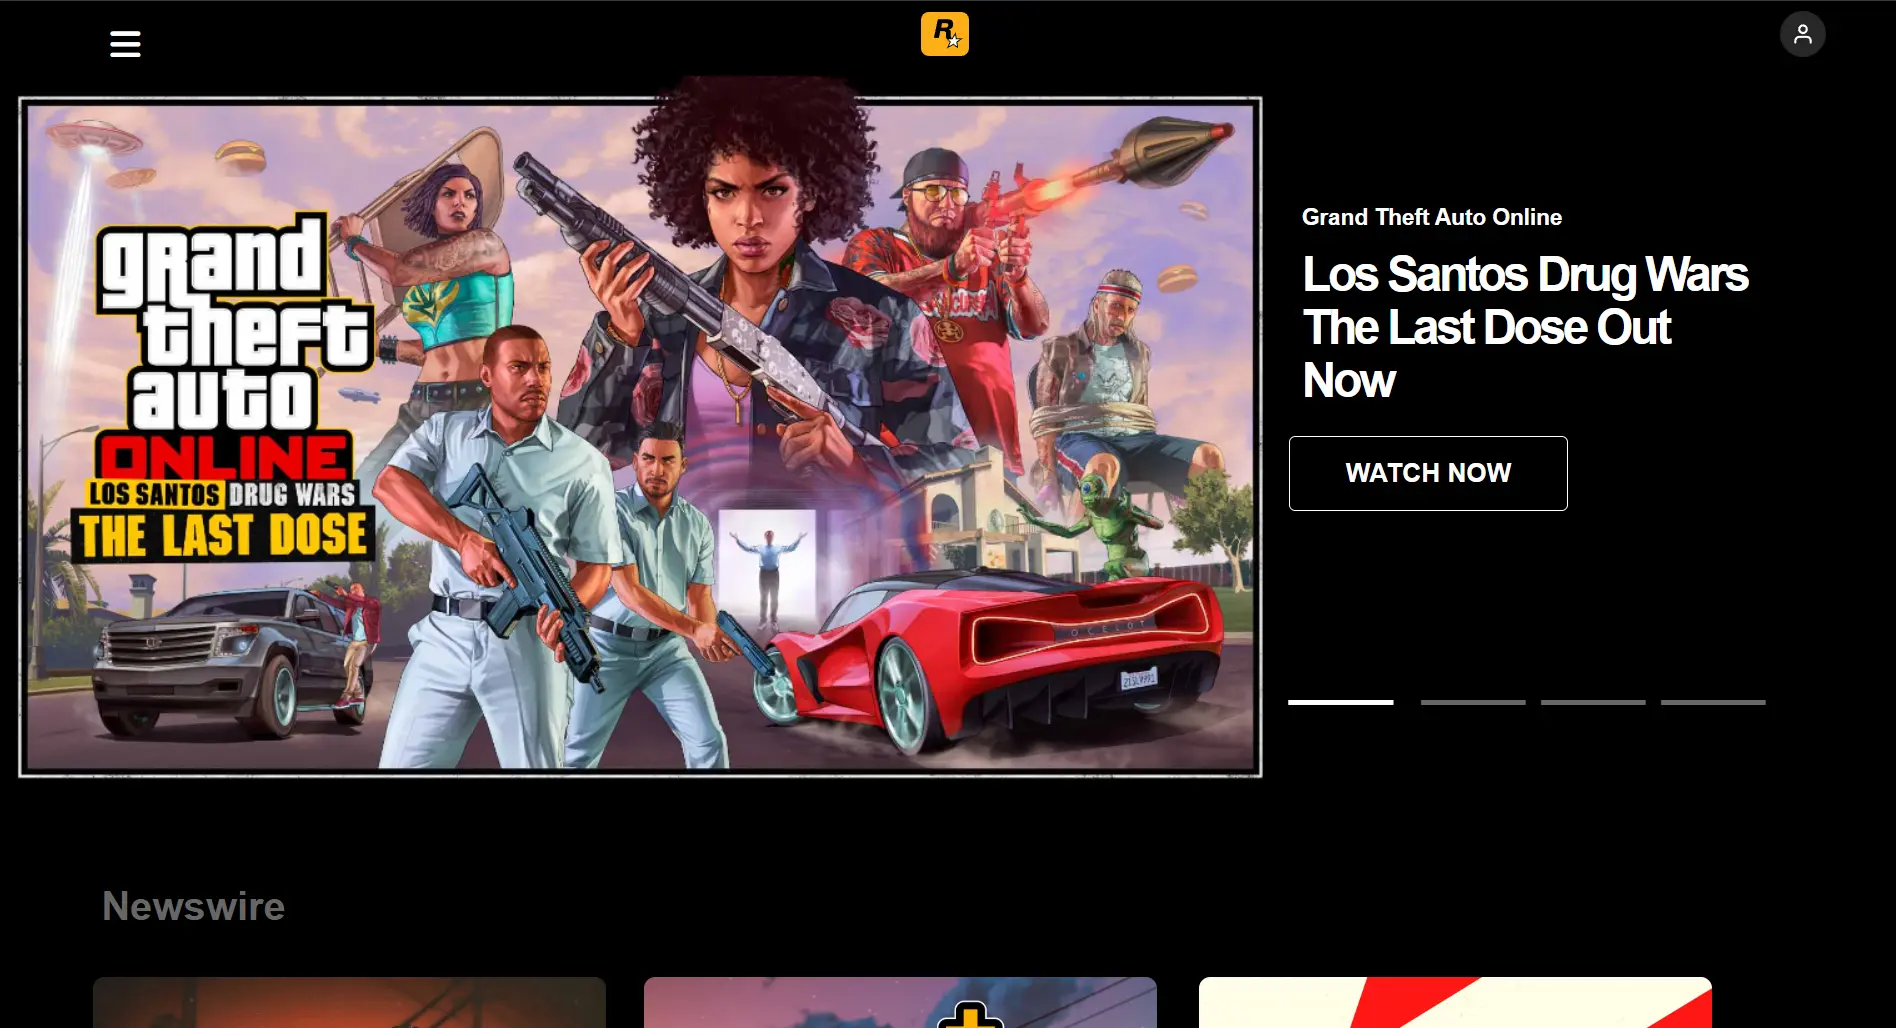 R
Grand
Theft
Auto
ONLINE
LOS SANTOS DRUG WARS
THE LAST DOSE
OCELOT
Grand Theft Auto Online
Los Santos Drug Wars
The Last Dose Out
Now
WATCH NOW
Newswire